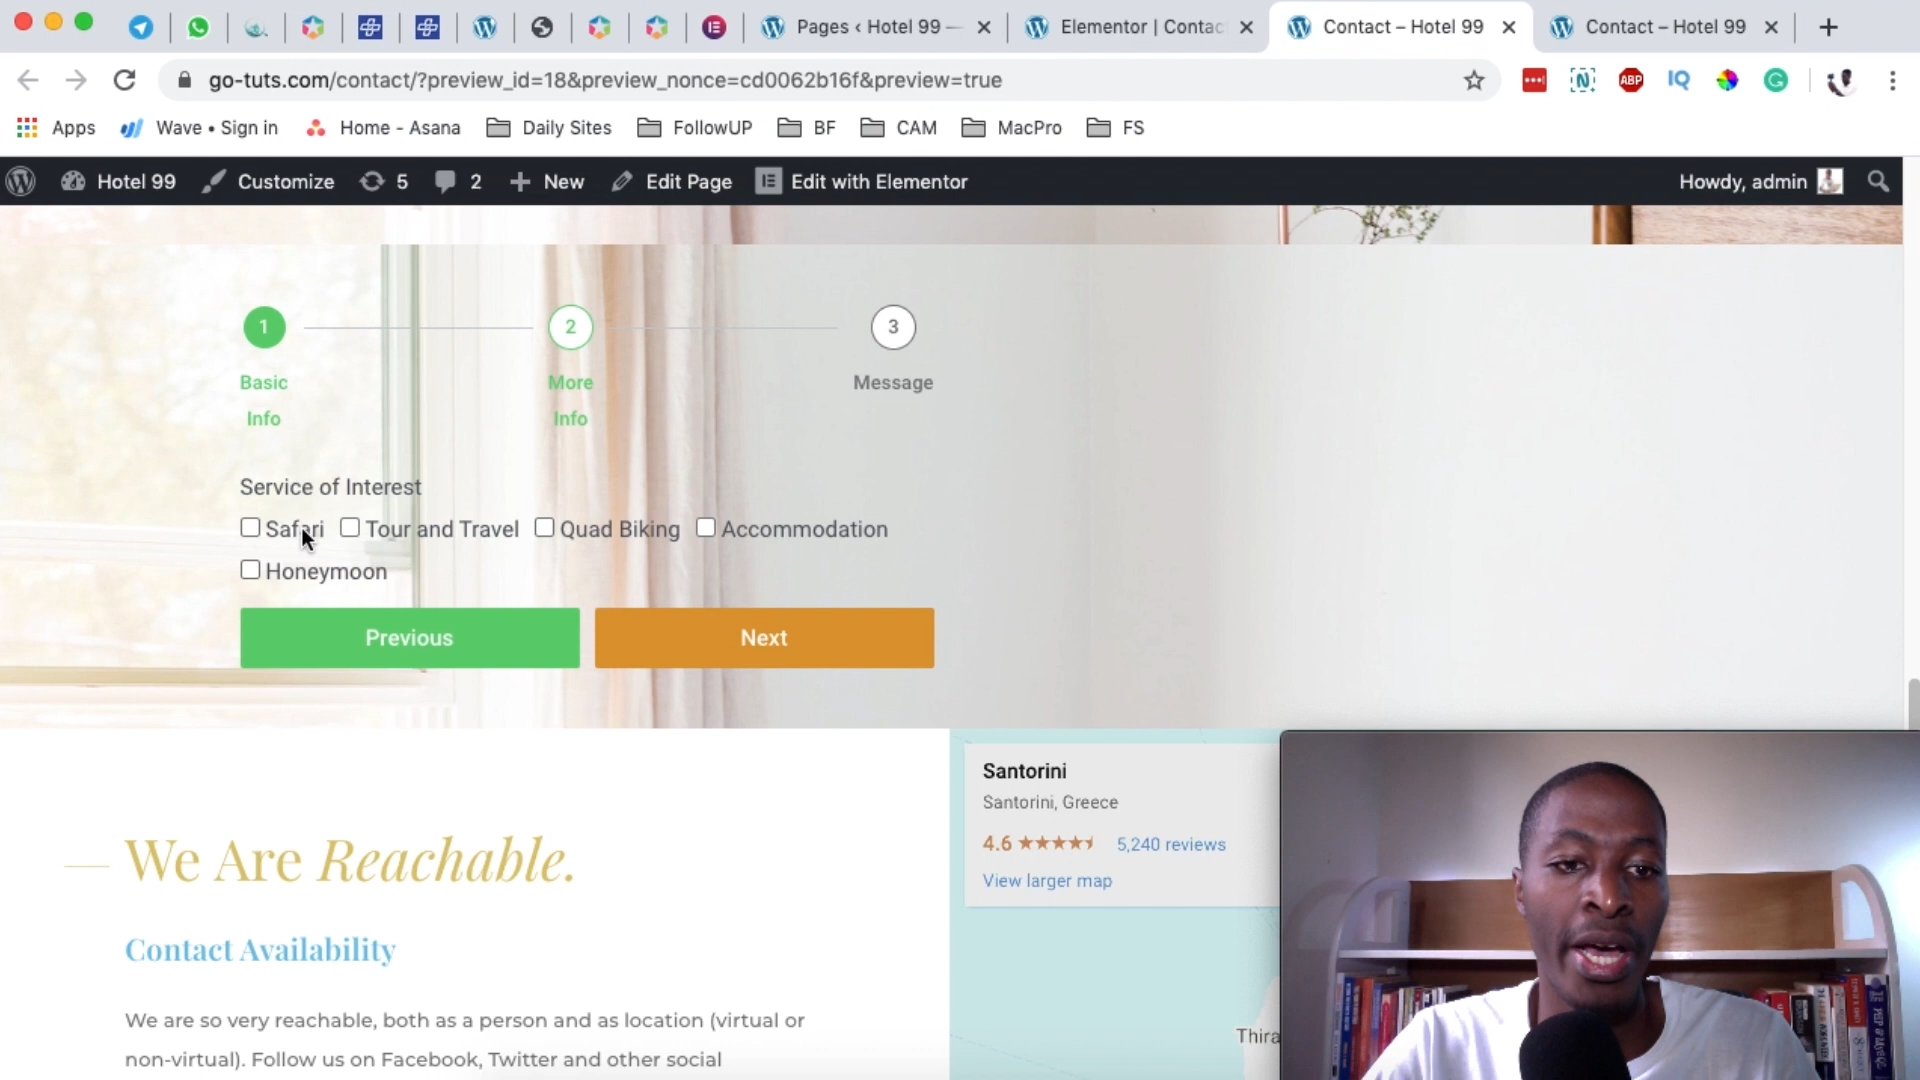 Pages ‹ Hotel 99 —
Elementor | Contac
Contact – Hotel 99
Contact – Hotel 99
go-tuts.com/contact/?preview_id=18&preview_nonce=cd0062b16f&preview=true
ABP
IQ
Apps
Wave • Sign in
Home - Asana
Daily Sites
FollowUP
BF
CAM
MacPro
FS
Hotel 99
Customize
5
2
New
Edit Page
Edit with Elementor
Howdy, admin
1
2
3
Basic
Info
More
Info
Message
Service of Interest
Safari
Tour and Travel
Quad Biking
Accommodation
Honeymoon
Previous
Next
Santorini
Santorini, Greece
4.6
5,240 reviews
View larger map
Thira
We Are Reachable.
Contact Availability
We are so very reachable, both as a person and as location (virtual or
non-virtual). Follow us on Facebook, Twitter and other social